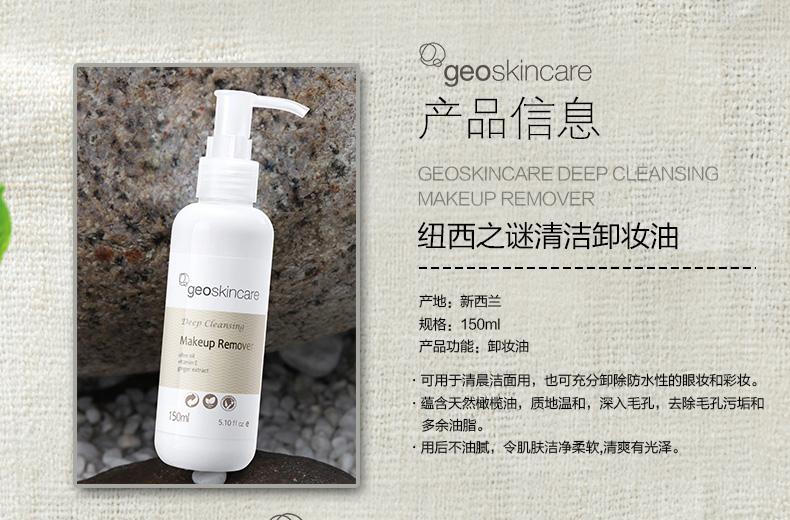 geoskincare
产品信息
GEOSKINCARE DEEP CLEANSING
MAKEUP REMOVER
纽西之谜清洁卸妆油
产地：新西兰
规格：150ml
产品功能：卸妆油
· 可用于清晨洁面用，也可充分卸除防水性的眼妆和彩妆。
· 蕴含天然橄榄油，质地温和，深入毛孔，去除毛孔污垢和
多余油脂。
· 用后不油腻，令肌肤洁净柔软,清爽有光泽。
geoskincare
Deep Cleansing
Makeup Remover
olive oil
vitamin E
ginger extract
150ml
5.10 fl oz e